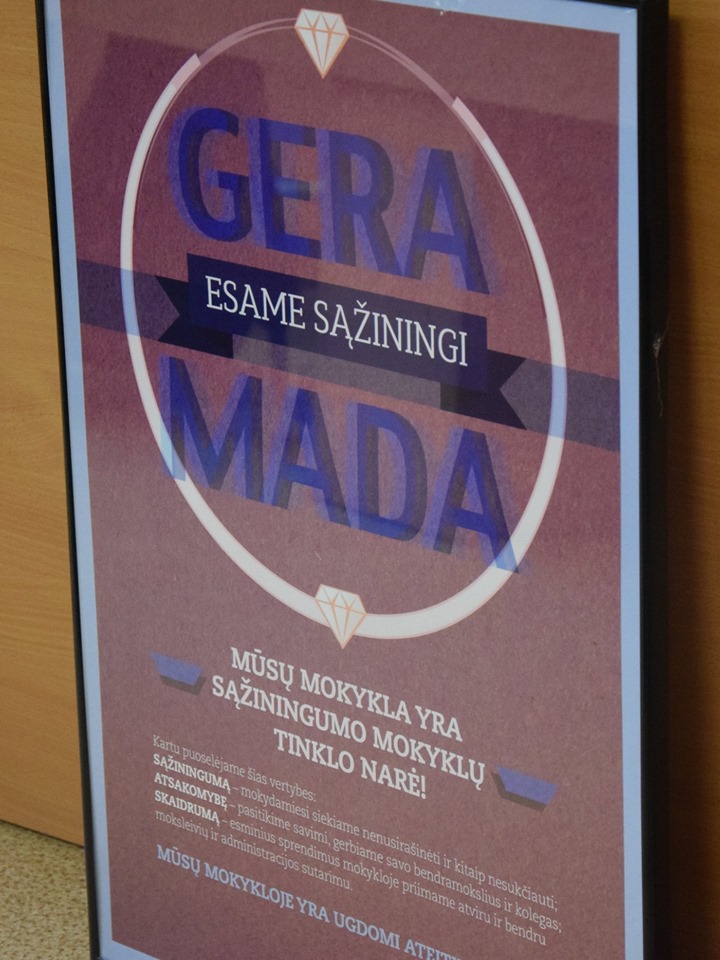 GERA
ESAME SĄŽININGI
MADA
MŪSŲ MOKYKLA YRA
SĄŽININGUMO MOKYKLŲ
TINKLO NARĖ!
Kartu puoselėjame šias vertybes:
SĄŽININGUMĄ – mokydamiesi siekiame nenusirašinėti ir kitaip nesukčiauti;
ATSAKOMYBĘ – pasitikime savimi, gerbiame savo bendramokslius ir kolegas;
SKAIDRUMĄ – esminius sprendimus mokykloje priimame atviru ir bendru
moksleivių ir administracijos sutarimu.
MŪSŲ MOKYKLOJE YRA UGDOMI